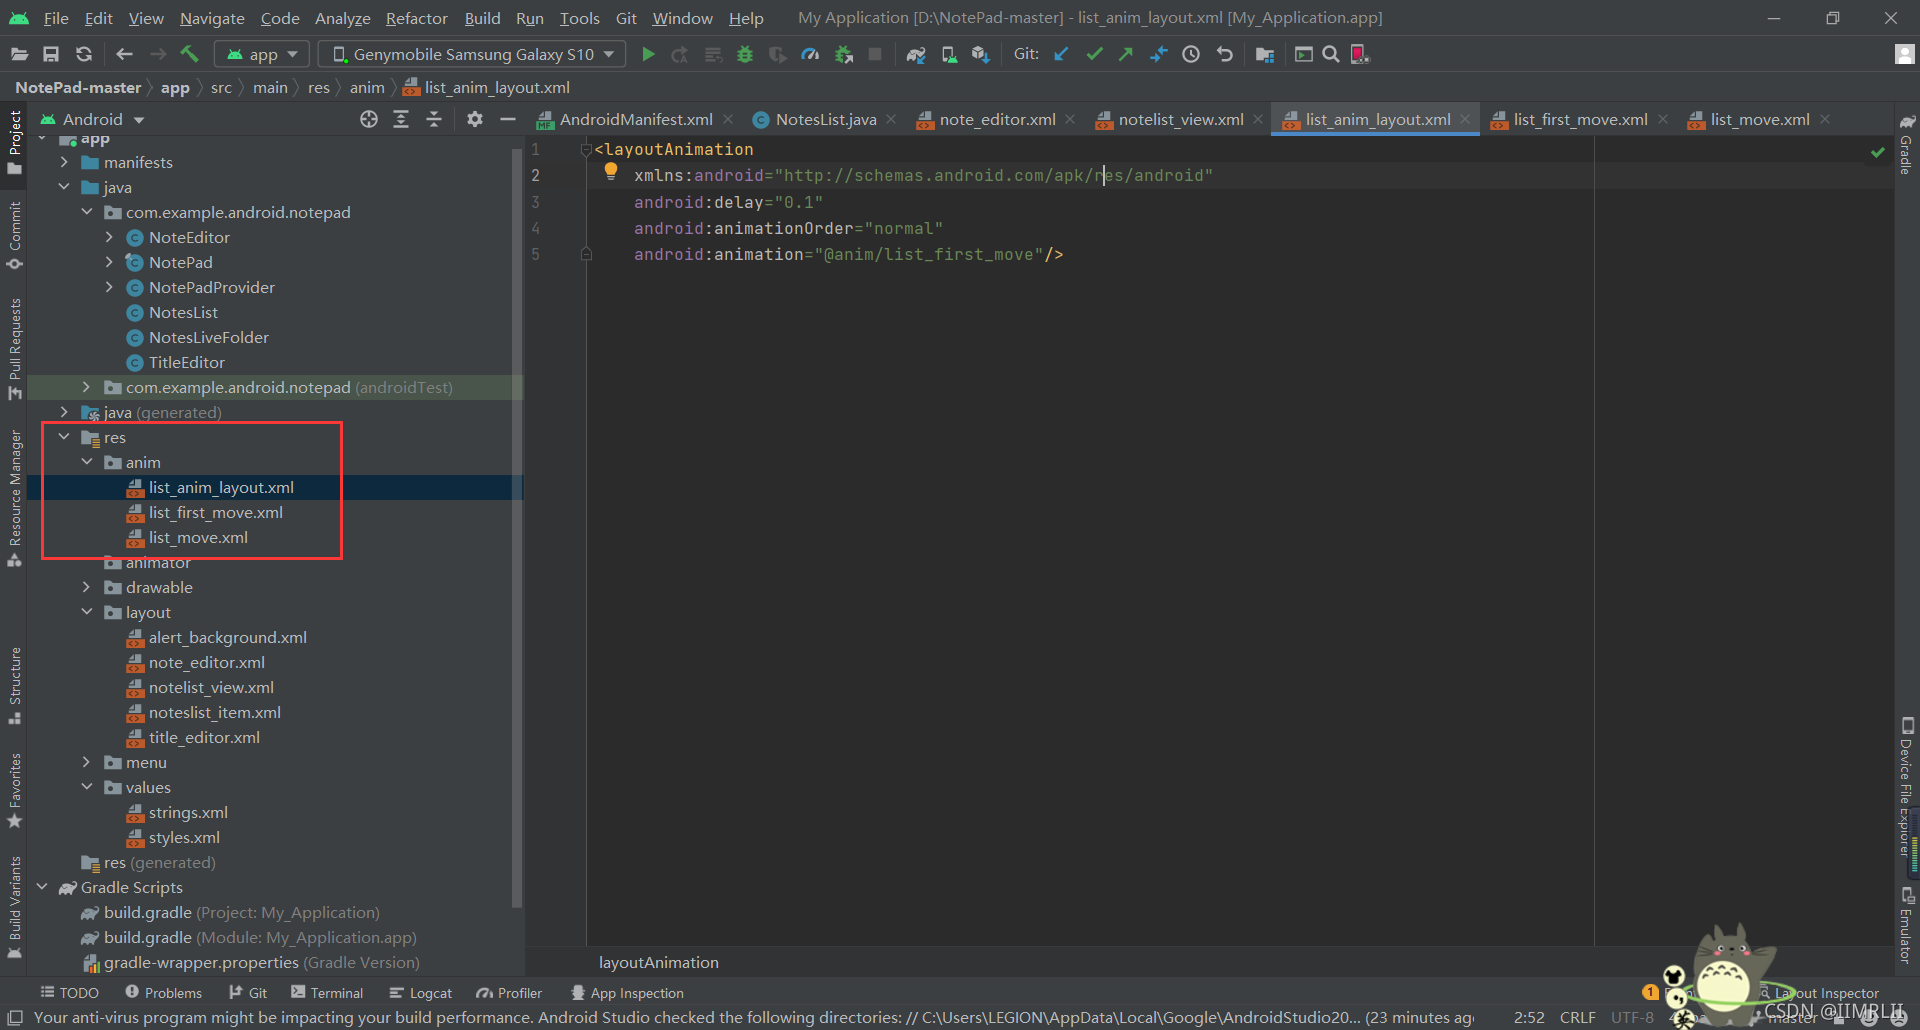 File Edit View Navigate Code Analyze Refactor Build Run Tools Git Window Help My Application [D:\NotePad-master] - list_anim_layout.xml [My_Application.app]
app Genymobile Samsung Galaxy S10 Git:
NotePad-master app src main res anim list_anim_layout.xml
Android
AndroidManifest.xml NotesList.java note_editor.xml notelist_view.xml list_anim_layout.xml list_first_move.xml list_move.xml
Project
Commit
Pull Requests
Resource Manager
Structure
Favorites
Build Variants
app
manifests
java
com.example.android.notepad
NoteEditor
NotePad
NotePadProvider
NotesList
NotesLiveFolder
TitleEditor
com.example.android.notepad (androidTest)
java (generated)
res
anim
list_anim_layout.xml
list_first_move.xml
list_move.xml
animator
drawable
layout
alert_background.xml
note_editor.xml
notelist_view.xml
noteslist_item.xml
title_editor.xml
menu
values
strings.xml
styles.xml
res (generated)
Gradle Scripts
build.gradle (Project: My_Application)
build.gradle (Module: My_Application.app)
gradle-wrapper.properties (Gradle Version)
1 <layoutAnimation
2 xmlns:android="http://schemas.android.com/apk/res/android"
3 android:delay="0.1"
4 android:animationOrder="normal"
5 android:animation="@anim/list_first_move"/>
layoutAnimation
Gradle
Device File Explorer
Emulator
TODO Problems Git Terminal Logcat Profiler App Inspection
1 Layout Inspector
Your anti-virus program might be impacting your build performance. Android Studio checked the following directories: // C:\Users\LEGION\AppData\Local\Google\AndroidStudio20... (23 minutes ago
2:52 CRLF UTF-8 master
CSDN @IIMRLII